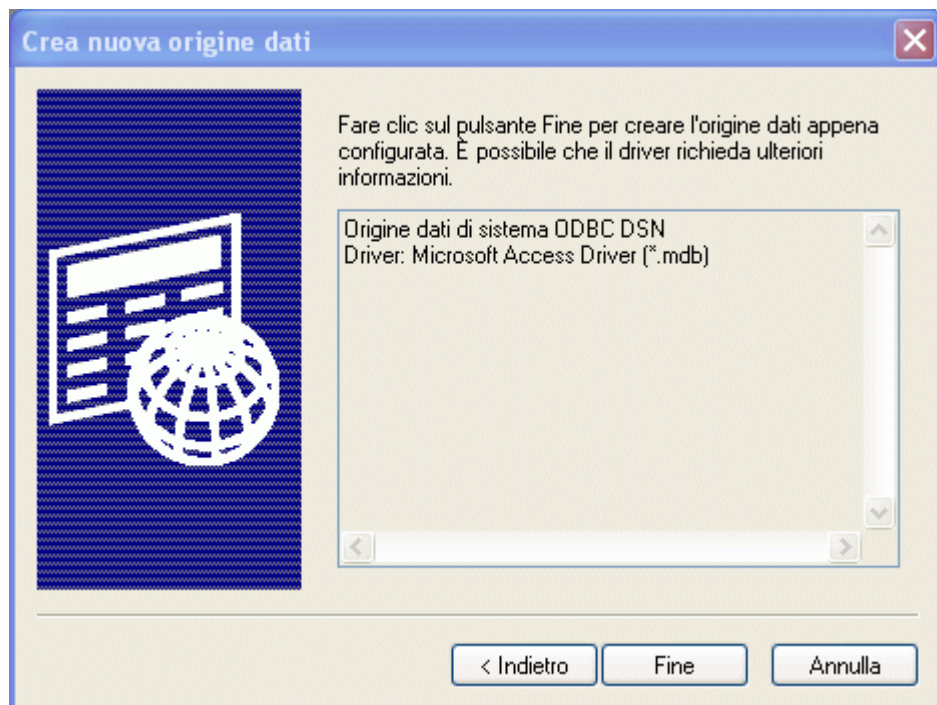 Crea nuova origine dati
Fare clic sul pulsante Fine per creare l'origine dati appena
configurata. È possibile che il driver richieda ulteriori
informazioni.
Origine dati di sistema ODBC DSN
Driver: Microsoft Access Driver (*.mdb)
< Indietro
Fine
Annulla